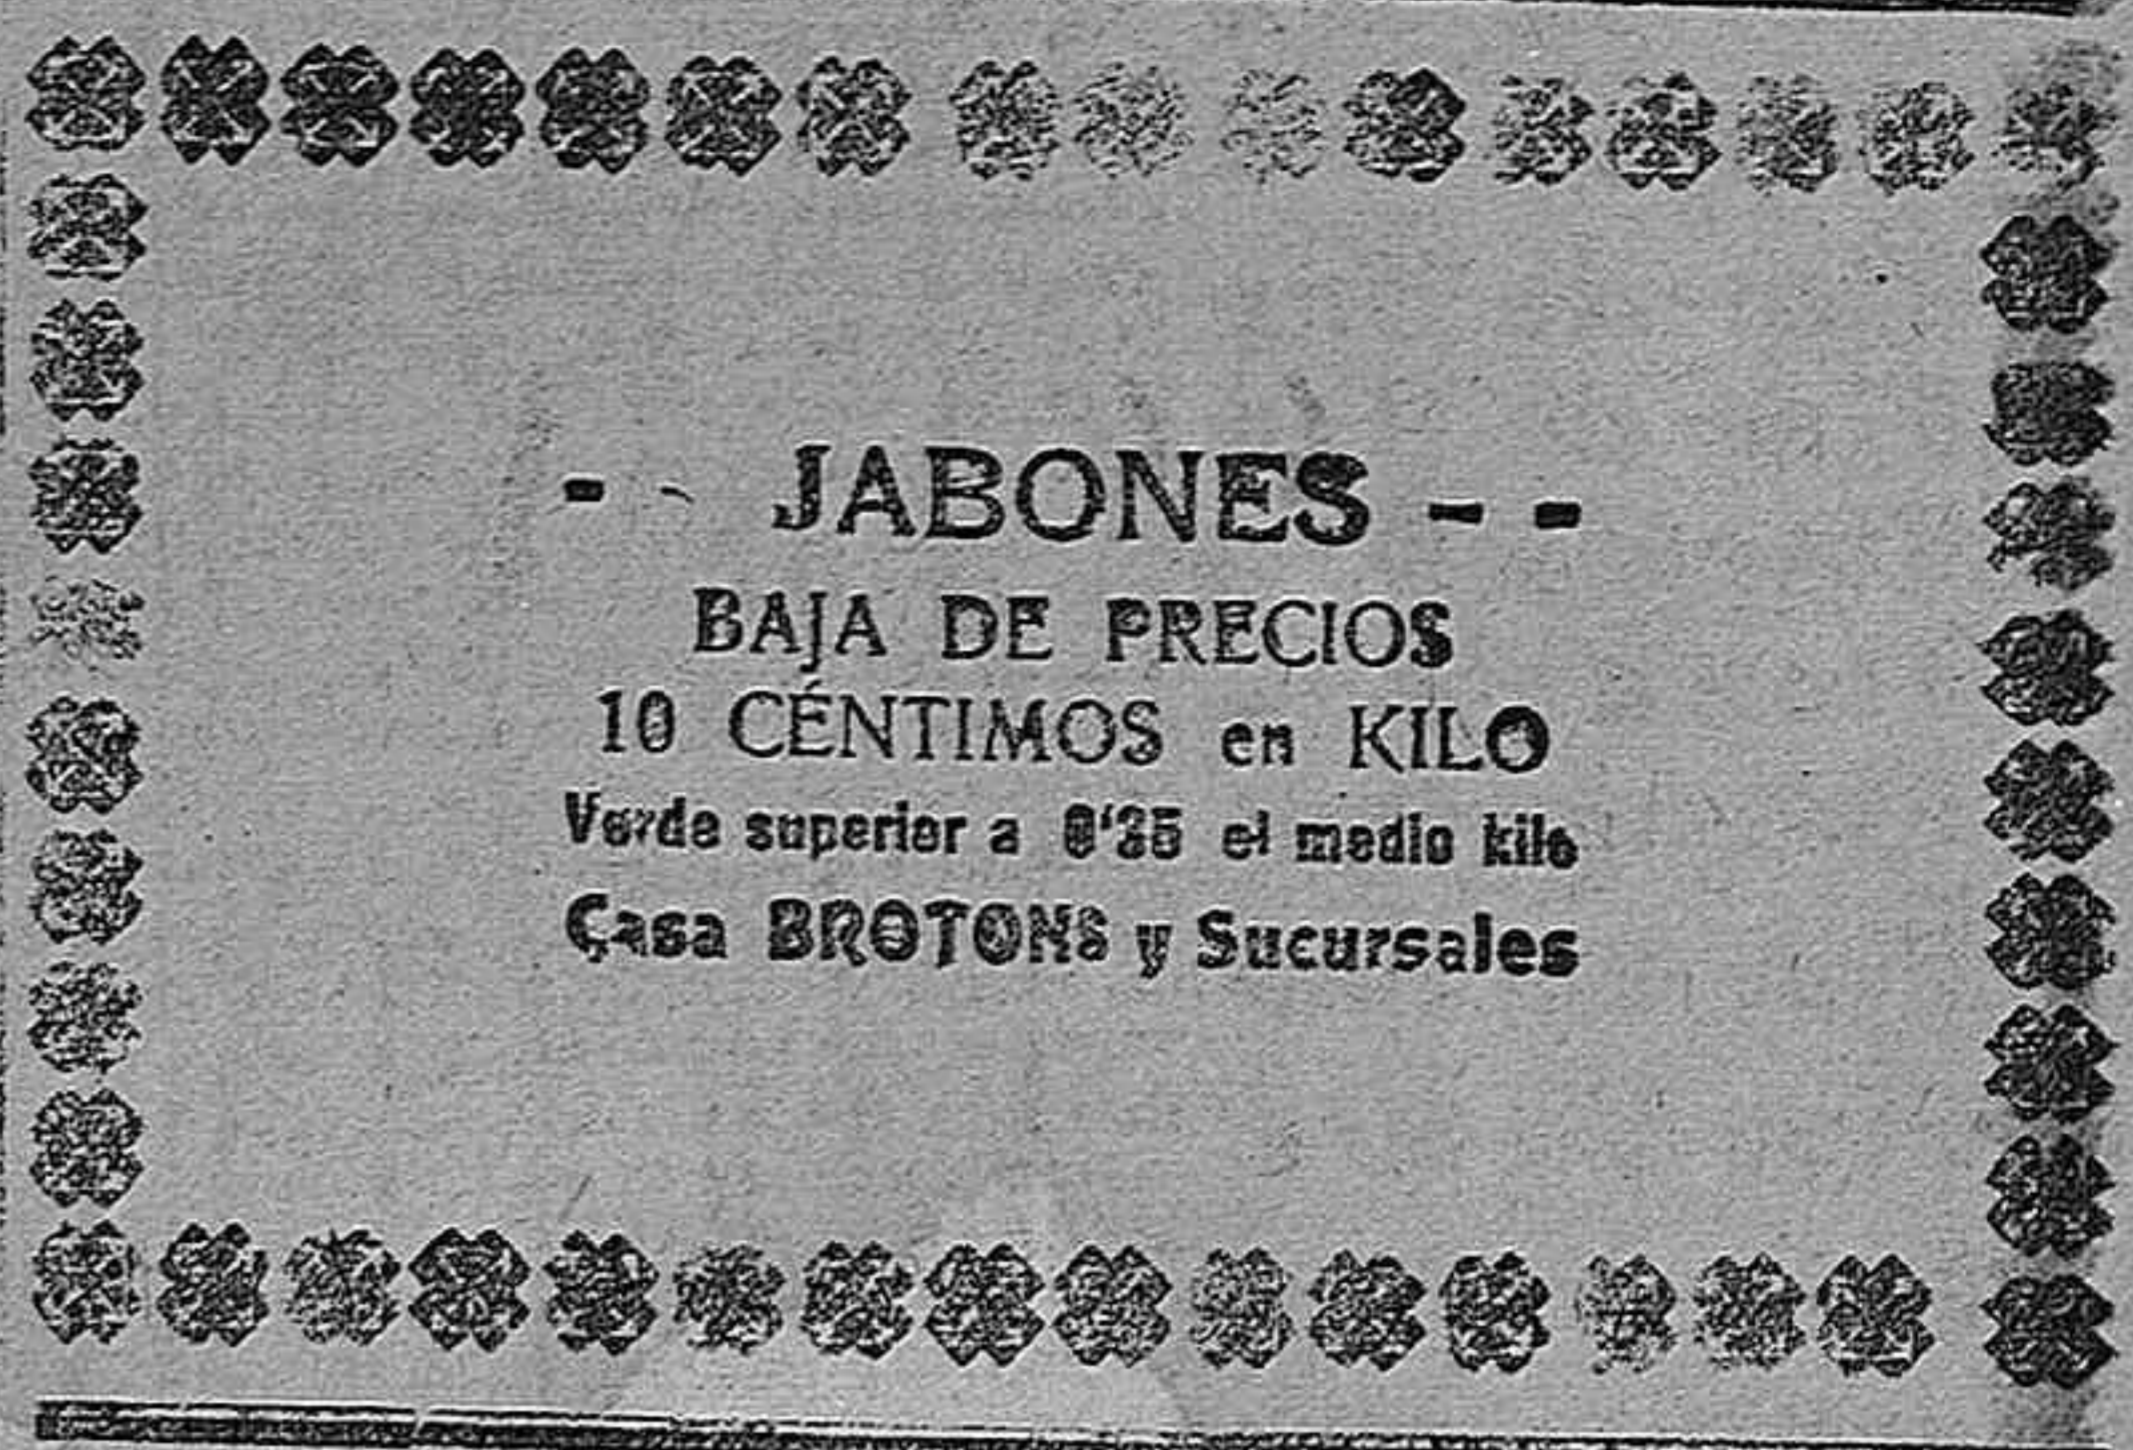 - - JABONES - -
BAJA DE PRECIOS
10 CÉNTIMOS en KILO
Verde superior a 0'35 el medio kilo
Casa BROTONS y Sucursales